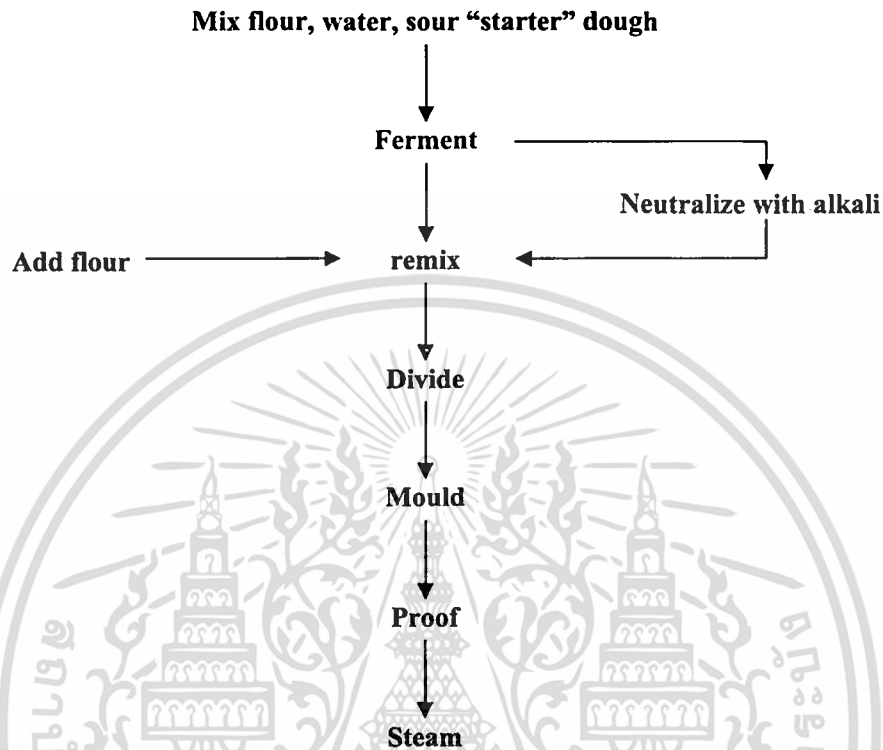 Mix flour, water, sour “starter” dough
Ferment
Neutralize with alkali
Add flour
remix
Divide
Mould
Proof
Steam